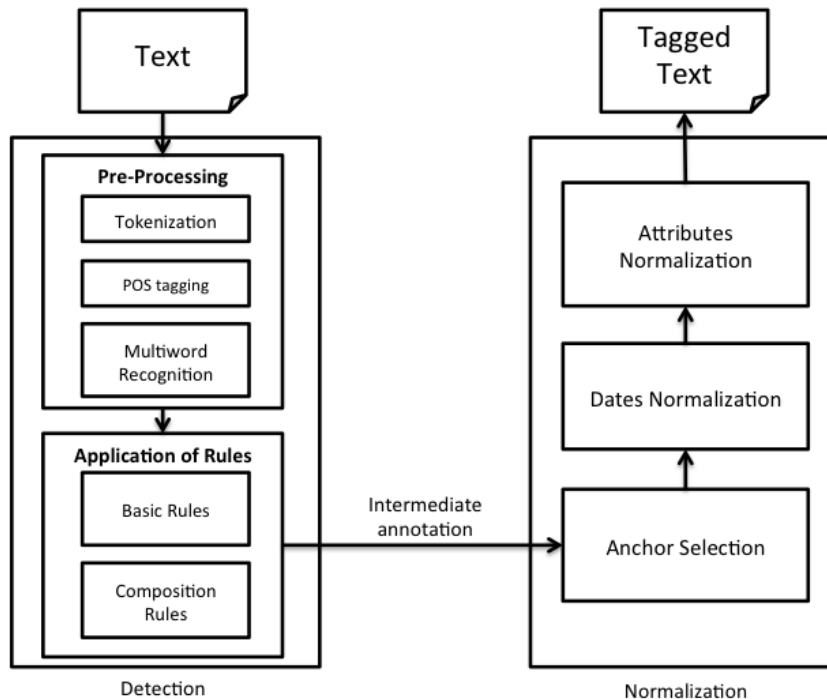 Text
Pre-Processing
Tokenization
POS tagging
Multiword
Recognition
Application of Rules
Basic Rules
Composition
Rules
Detection
Intermediate
annotation
Tagged
Text
Attributes
Normalization
Dates Normalization
Anchor Selection
Normalization